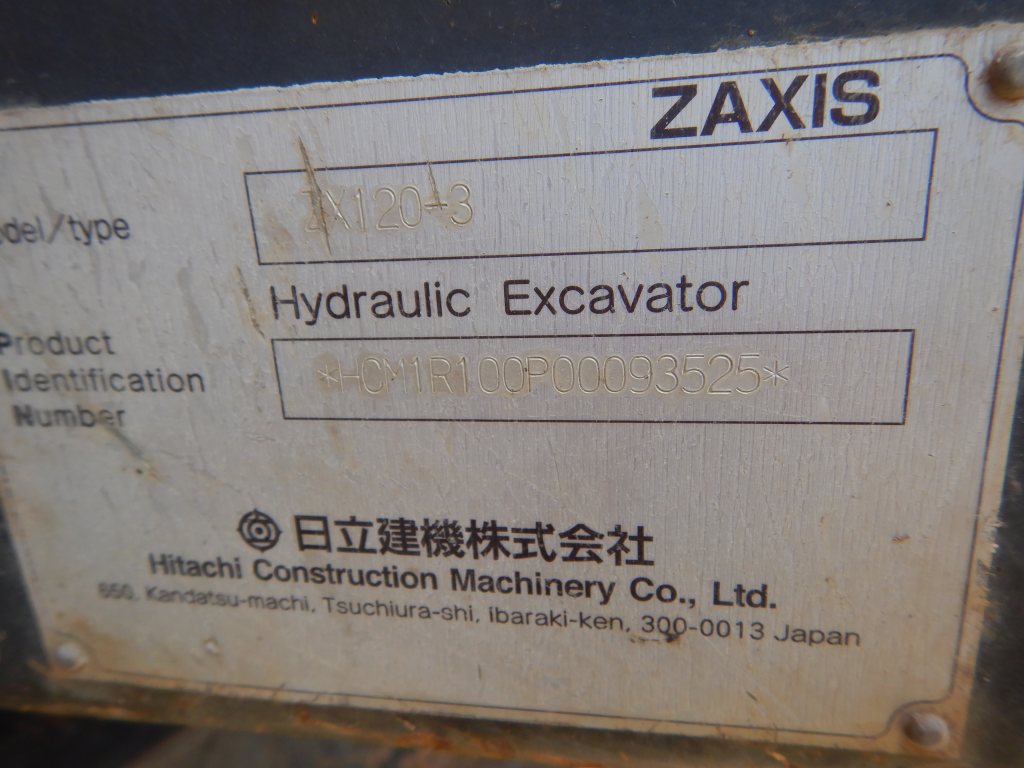 ZAXIS
odel/type
ZX120-3
Hydraulic Excavator
Product
Identification
Number
*HCM1R100P00093525*
日立建機株式会社
Hitachi Construction Machinery Co., Ltd.
650, Kandatsu-machi, Tsuchiura-shi, Ibaraki-ken, 300-0013 Japan